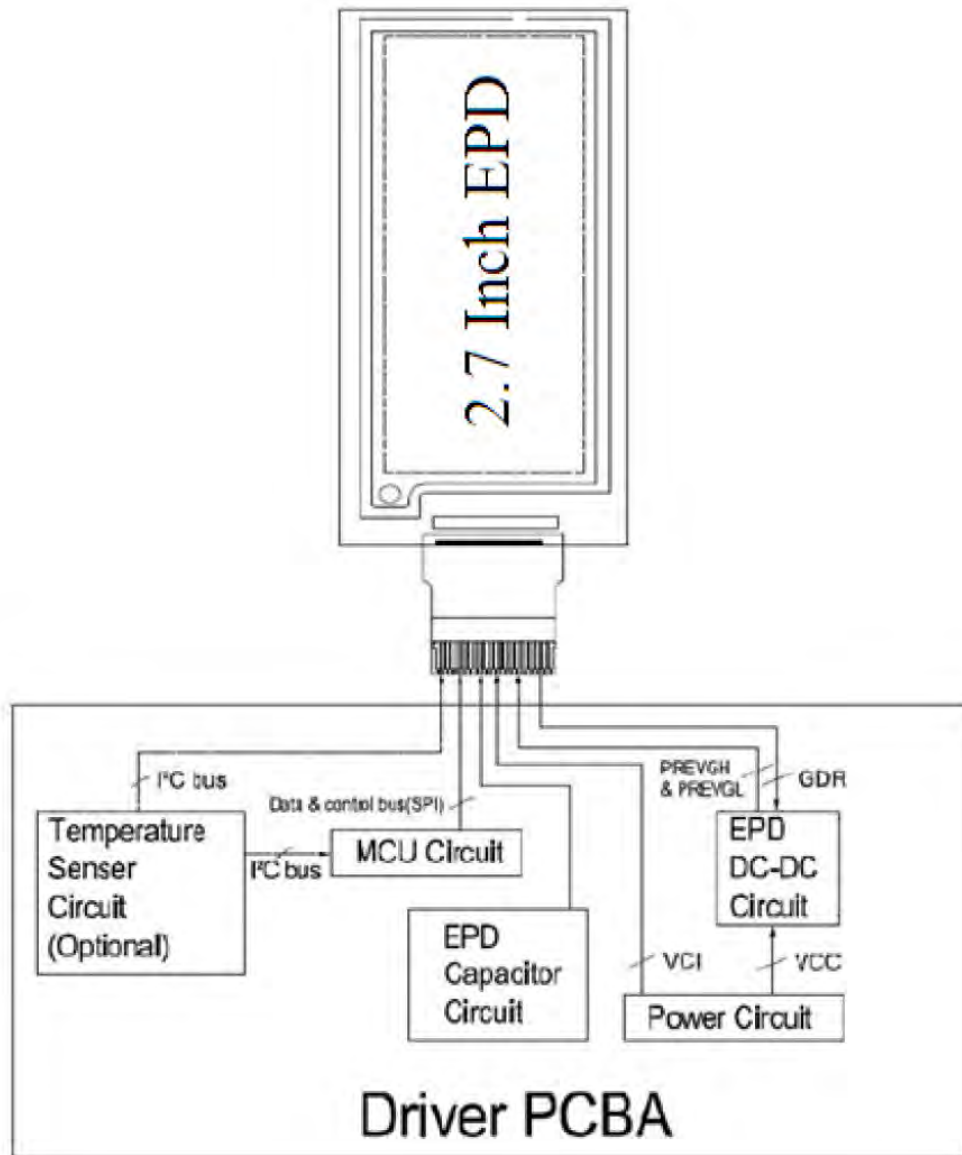 2.7 Inch EPD
I²C bus
Data & control bus(SPI)
PREVGH
& PREVGL
GDR
Temperature
Senser
Circuit
(Optional)
I²C bus
MCU Circuit
EPD
DC-DC
Circuit
EPD
Capacitor
Circuit
VCI
VCC
Power Circuit
Driver PCBA